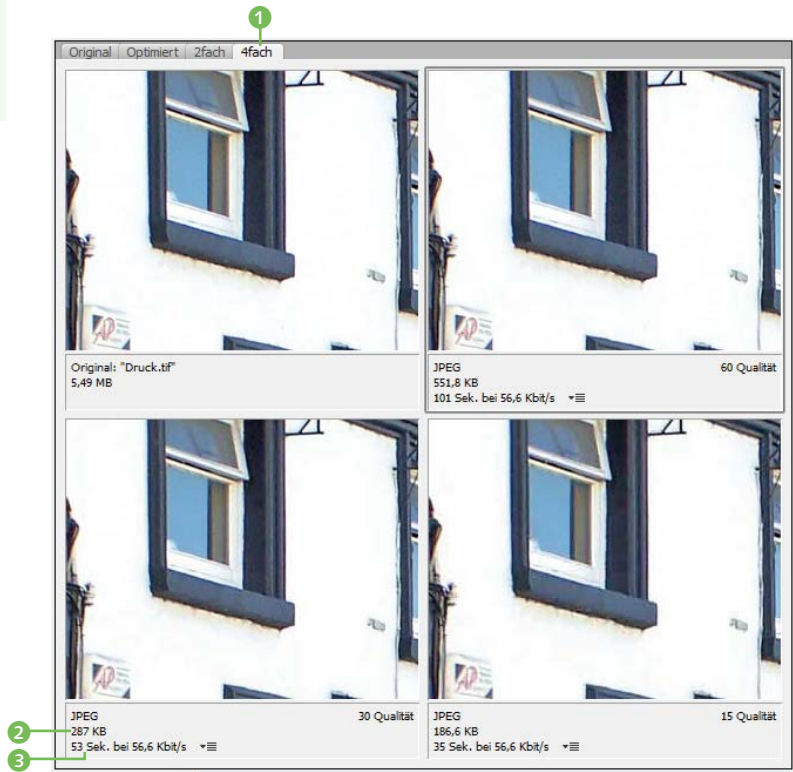 1
Original Optimiert 2fach 4fach
Original: "Druck.tif"
5,49 MB
JPEG 60 Qualität
551,8 KB
101 Sek. bei 56,6 Kbit/s
JPEG 30 Qualität
2 287 KB
3 53 Sek. bei 56,6 Kbit/s
JPEG 15 Qualität
186,6 KB
35 Sek. bei 56,6 Kbit/s